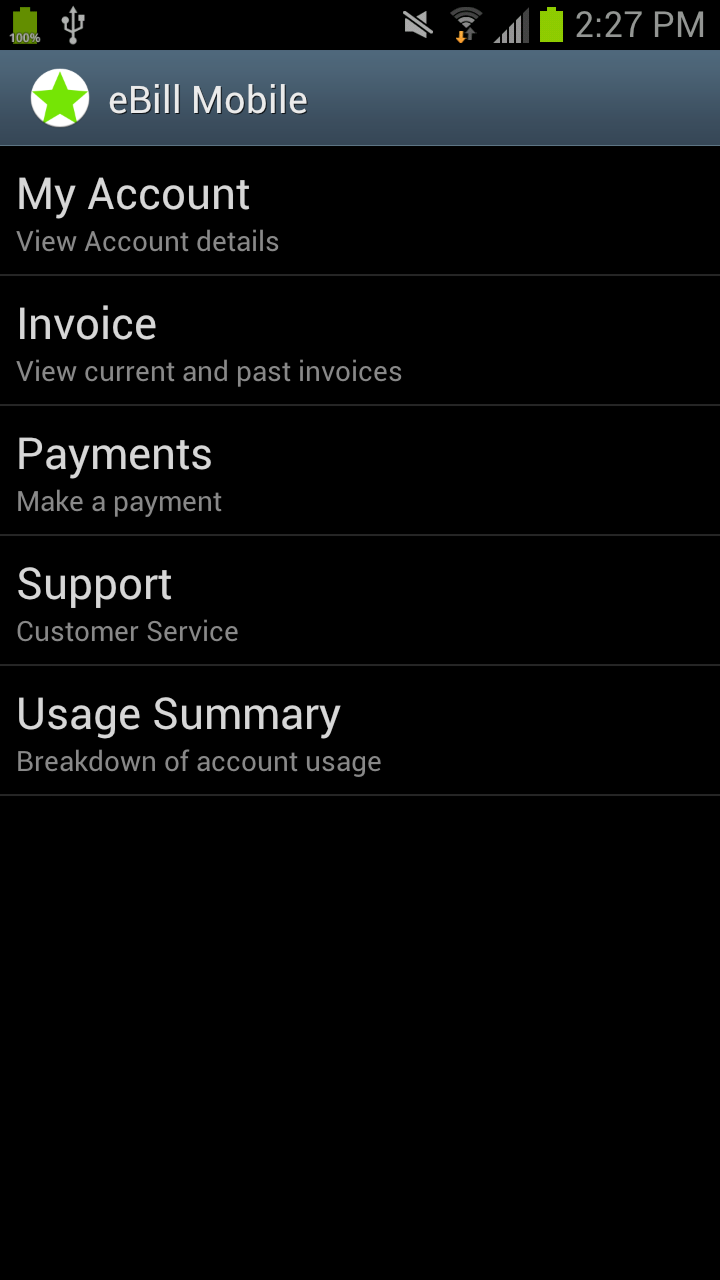 100%
2:27 PM
eBill Mobile
My Account
View Account details
Invoice
View current and past invoices
Payments
Make a payment
Support
Customer Service
Usage Summary
Breakdown of account usage